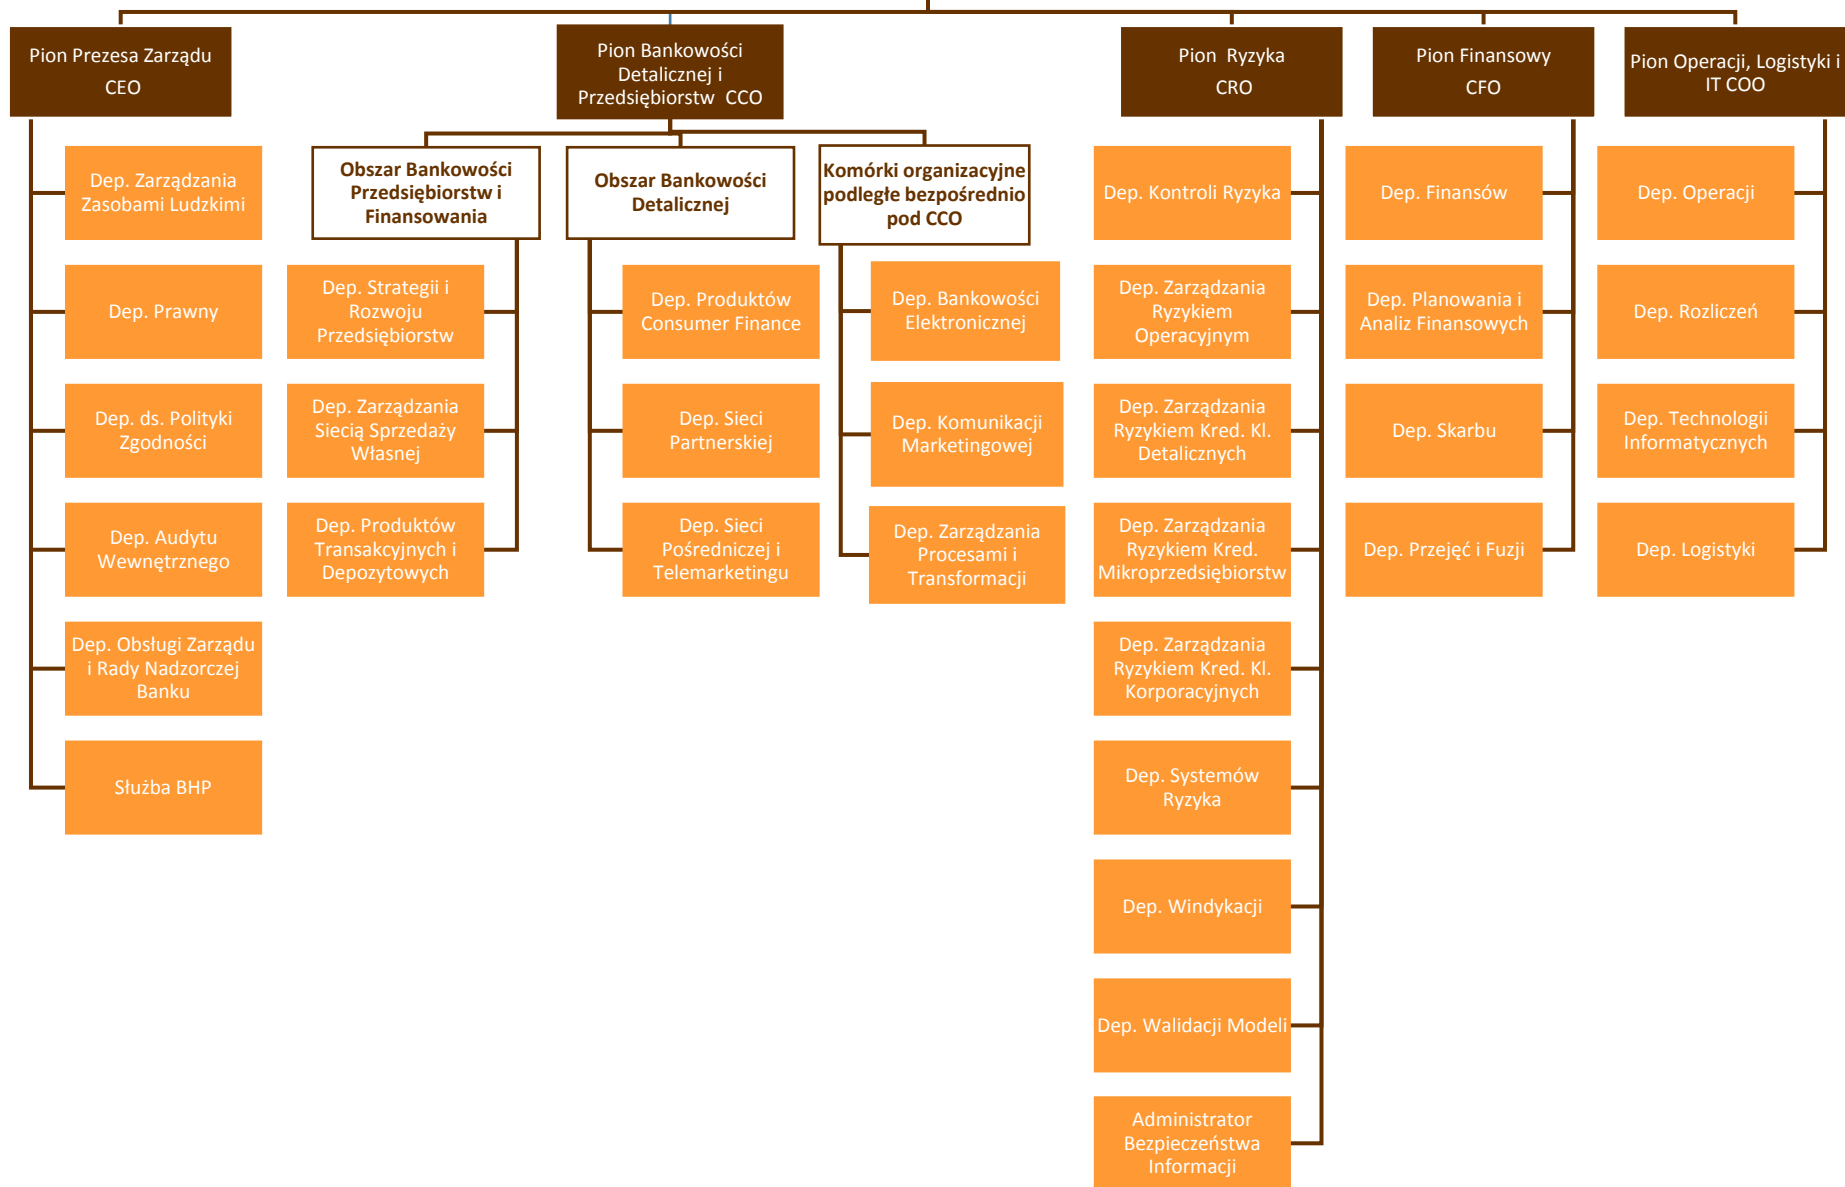 Pion Prezesa Zarządu
CEO
Pion Bankowości
Detalicznej i
Przedsiębiorstw CCO
Pion Ryzyka
CRO
Pion Finansowy
CFO
Pion Operacji, Logistyki i
IT COO
Dep. Zarządzania
Zasobami Ludzkimi
Dep. Prawny
Dep. ds. Polityki
Zgodności
Dep. Audytu
Wewnętrznego
Dep. Obsługi Zarządu
i Rady Nadzorczej
Banku
Służba BHP
Obszar Bankowości
Przedsiębiorstw i
Finansowania
Dep. Strategii i
Rozwoju
Przedsiębiorstw
Dep. Zarządzania
Siecią Sprzedaży
Własnej
Dep. Produktów
Transakcyjnych i
Depozytowych
Obszar Bankowości
Detalicznej
Dep. Produktów
Consumer Finance
Dep. Sieci
Partnerskiej
Dep. Sieci
Pośredniczej i
Telemarketingu
Komórki organizacyjne
podległe bezpośrednio
pod CCO
Dep. Bankowości
Elektronicznej
Dep. Komunikacji
Marketingowej
Dep. Zarządzania
Procesami i
Transformacji
Dep. Kontroli Ryzyka
Dep. Zarządzania
Ryzykiem
Operacyjnym
Dep. Zarządzania
Ryzykiem Kred. Kl.
Detalicznych
Dep. Zarządzania
Ryzykiem Kred.
Mikroprzedsiębiorstw
Dep. Zarządzania
Ryzykiem Kred. Kl.
Korporacyjnych
Dep. Systemów
Ryzyka
Dep. Windykacji
Dep. Walidacji Modeli
Administrator
Bezpieczeństwa
Informacji
Dep. Finansów
Dep. Planowania i
Analiz Finansowych
Dep. Skarbu
Dep. Przejęć i Fuzji
Dep. Operacji
Dep. Rozliczeń
Dep. Technologii
Informatycznych
Dep. Logistyki